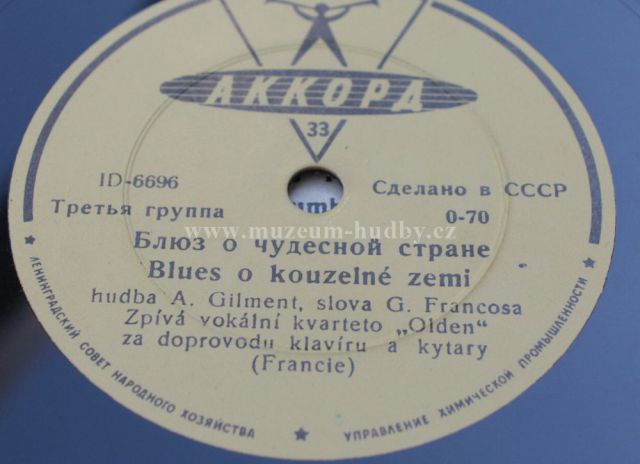 АККОРД
33
ID-6696
Сделано в СССР
Третья группа
0-70
www.muzeum-hudby.cz
Блюз о чудесной стране
Blues o kouzelné zemi
hudba A. Gilment, slova G. Francosa
Zpívá vokální kvarteto „Olden“
za doprovodu klavíru a kytary
(Francie)
ЛЕНИНГРАДСКИЙ СОВЕТ НАРОДНОГО ХОЗЯЙСТВА ★ УПРАВЛЕНИЕ ХИМИЧЕСКОЙ ПРОМЫШЛЕННОСТИ